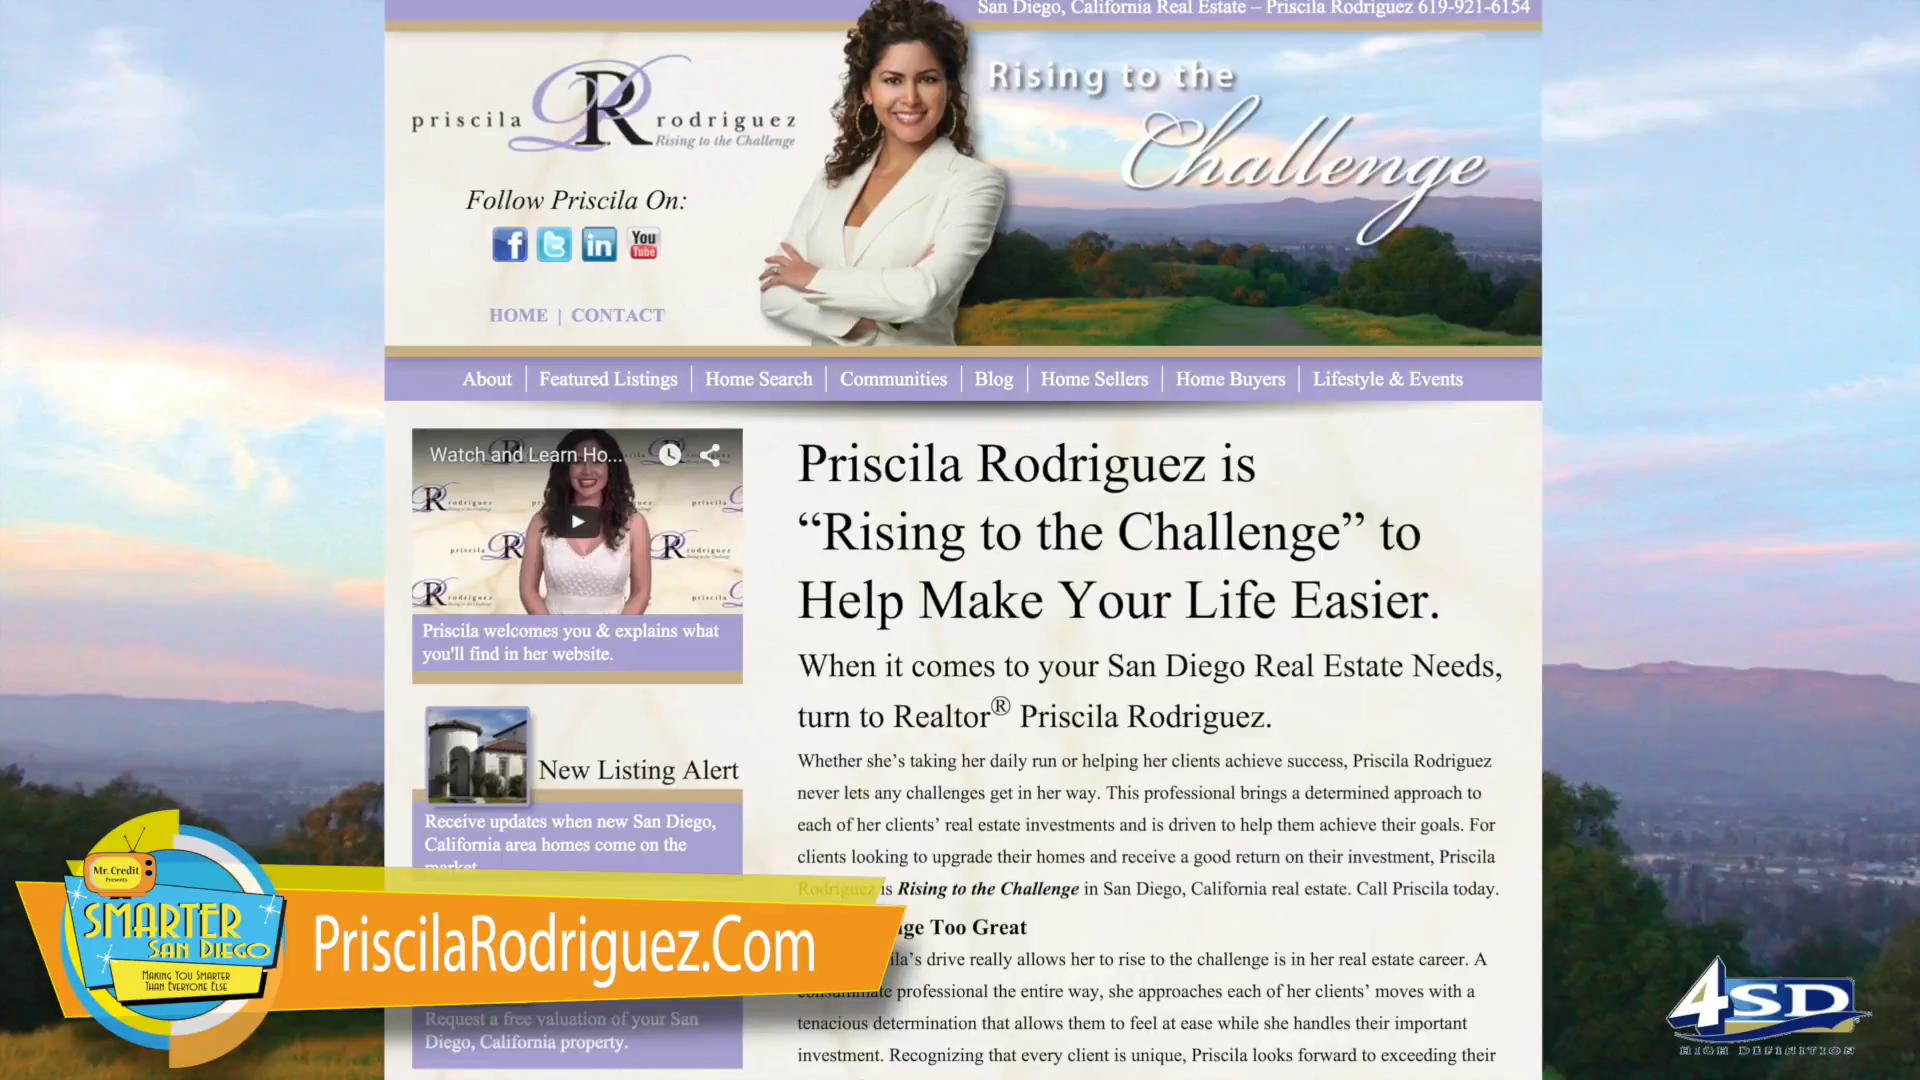 San Diego, California Real Estate – Priscila Rodriguez 619-921-6154
priscila R rodriguez
Rising to the Challenge
Rising to the
Challenge
Follow Priscila On:
You
Tube
HOME | CONTACT
About | Featured Listings | Home Search | Communities | Blog | Home Sellers | Home Buyers | Lifestyle & Events
Watch and Learn Ho...
Priscila welcomes you & explains what
you'll find in her website.
New Listing Alert
Receive updates when new San Diego,
California area homes come on the
market.
Request a free valuation of your San
Diego, California property.
Priscila Rodriguez is
“Rising to the Challenge” to
Help Make Your Life Easier.
When it comes to your San Diego Real Estate Needs,
turn to Realtor® Priscila Rodriguez.
Whether she’s taking her daily run or helping her clients achieve success, Priscila Rodriguez
never lets any challenges get in her way. This professional brings a determined approach to
each of her clients’ real estate investments and is driven to help them achieve their goals. For
clients looking to upgrade their homes and receive a good return on their investment, Priscila
Rodriguez is Rising to the Challenge in San Diego, California real estate. Call Priscila today.
ge Too Great
la’s drive really allows her to rise to the challenge is in her real estate career. A
consummate professional the entire way, she approaches each of her clients’ moves with a
tenacious determination that allows them to feel at ease while she handles their important
investment. Recognizing that every client is unique, Priscila looks forward to exceeding their
Mr. Credit
Presents
SMARTER
SAN DIEGO
MAKING YOU SMARTER
THAN EVERYONE ELSE
PriscilaRodriguez.Com
4SD
HIGH DEFINITION